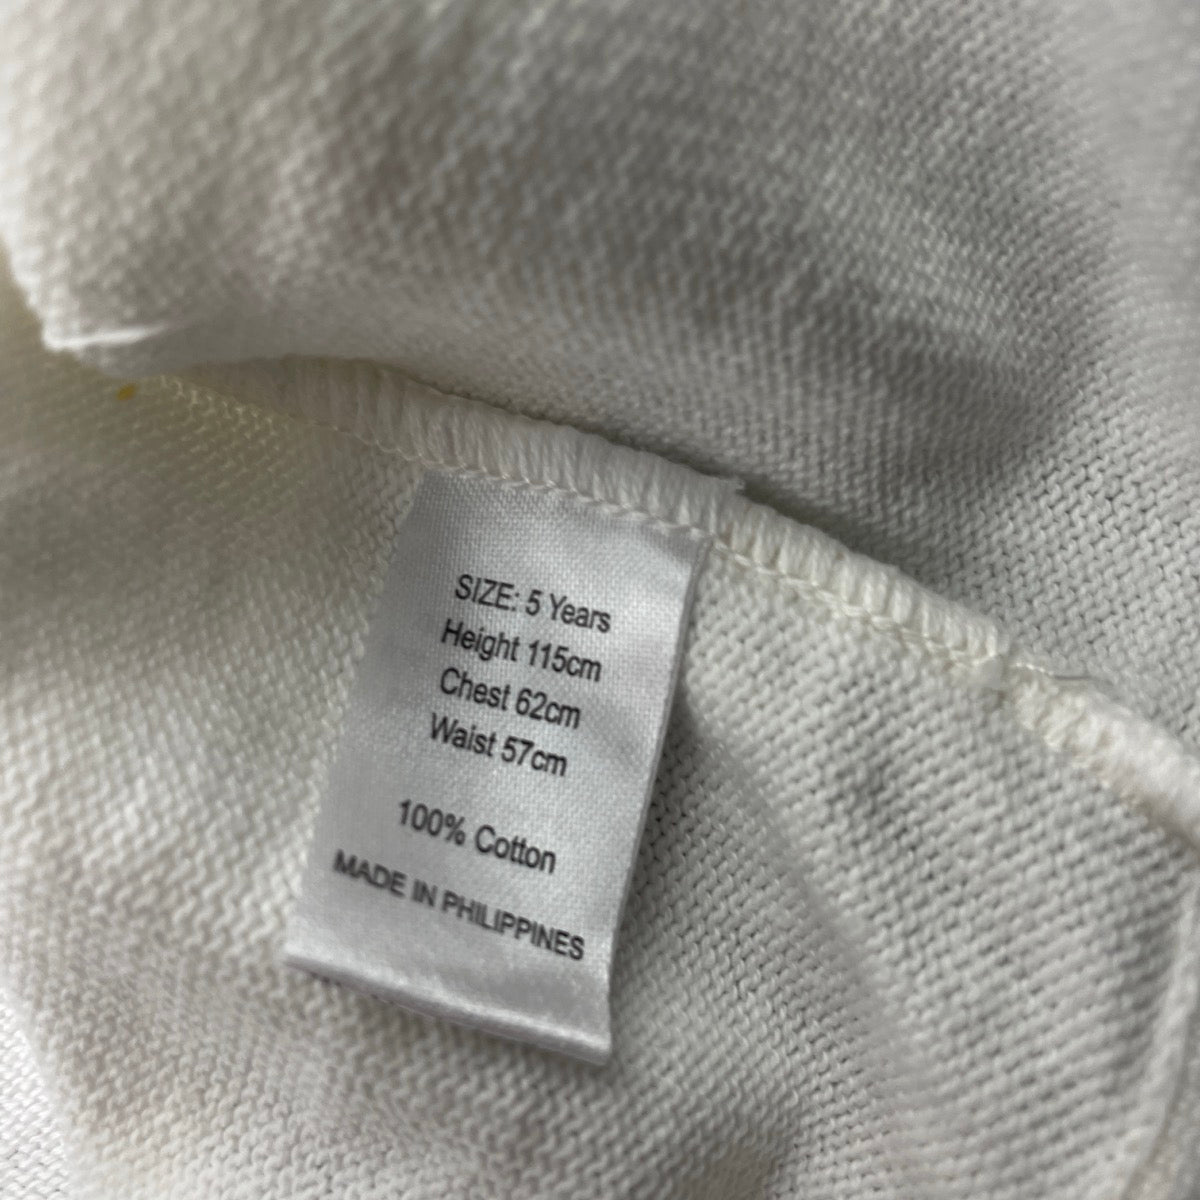 SIZE: 5 Years
Height 115cm
Chest 62cm
Waist 57cm
100% Cotton
MADE IN PHILIPPINES